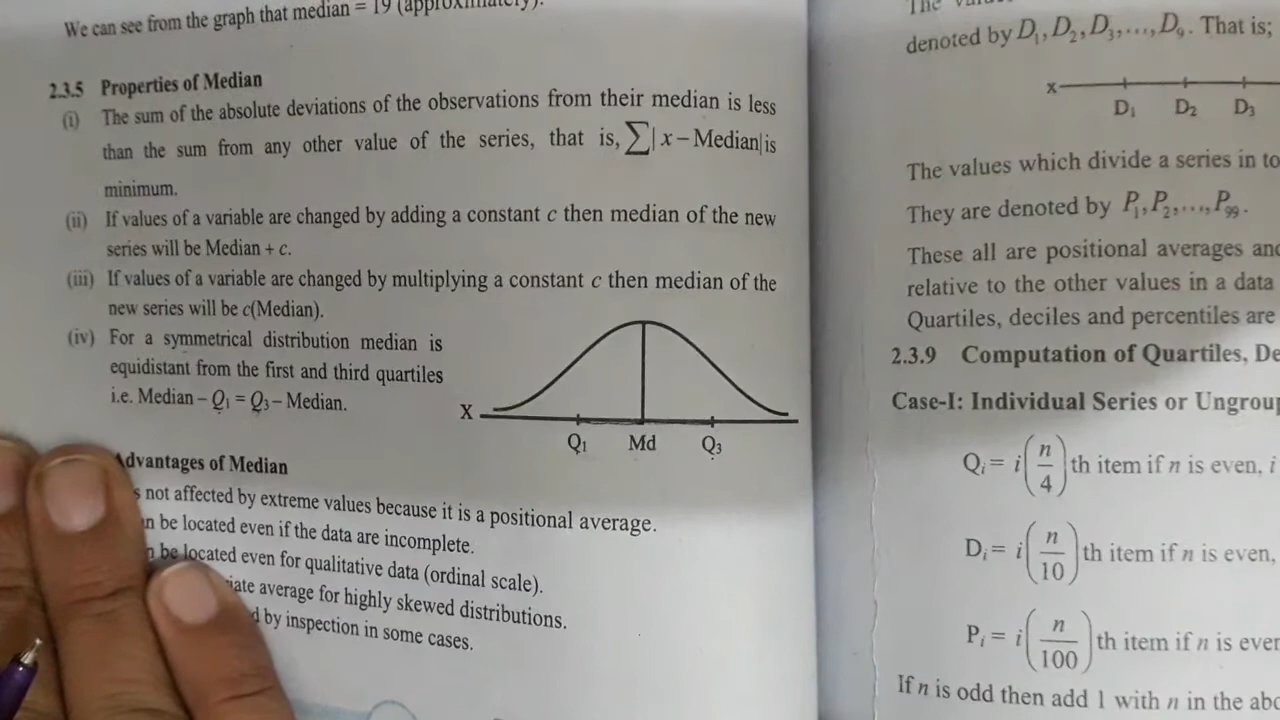 We can see from the graph that median = 19 (approximately).
2.3.5 Properties of Median
(i) The sum of the absolute deviations of the observations from their median is less
than the sum from any other value of the series, that is, ∑|x – Median| is
minimum.
(ii) If values of a variable are changed by adding a constant c then median of the new
series will be Median + c.
(iii) If values of a variable are changed by multiplying a constant c then median of the
new series will be c(Median).
(iv) For a symmetrical distribution median is
equidistant from the first and third quartiles
i.e. Median – Q₁ = Q₃ – Median.
X
Q₁ Md Q₃
Advantages of Median
not affected by extreme values because it is a positional average.
be located even if the data are incomplete.
be located even for qualitative data (ordinal scale).
average for highly skewed distributions.
by inspection in some cases.
The
denoted by D₁, D₂, D₃, ..., D₉. That is;
x
D₁ D₂ D₃
The values which divide a series in to
They are denoted by P₁, P₂, ..., P₉₉.
These all are positional averages and
relative to the other values in a data
Quartiles, deciles and percentiles are
2.3.9 Computation of Quartiles,
Case-I: Individual Series or
Qᵢ = i(n/4) th item if n is even, i
Dᵢ = i(n/10) th item if n is even,
Pᵢ = i(n/100) th item if n is even
If n is odd then add 1 with n in the